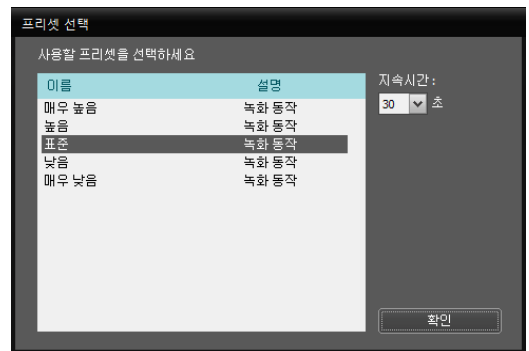 프리셋 선택
사용할 프리셋을 선택하세요
이름 설명
매우 높음 녹화 동작
높음 녹화 동작
표준 녹화 동작
낮음 녹화 동작
매우 낮음 녹화 동작
지속시간:
30 초
확인